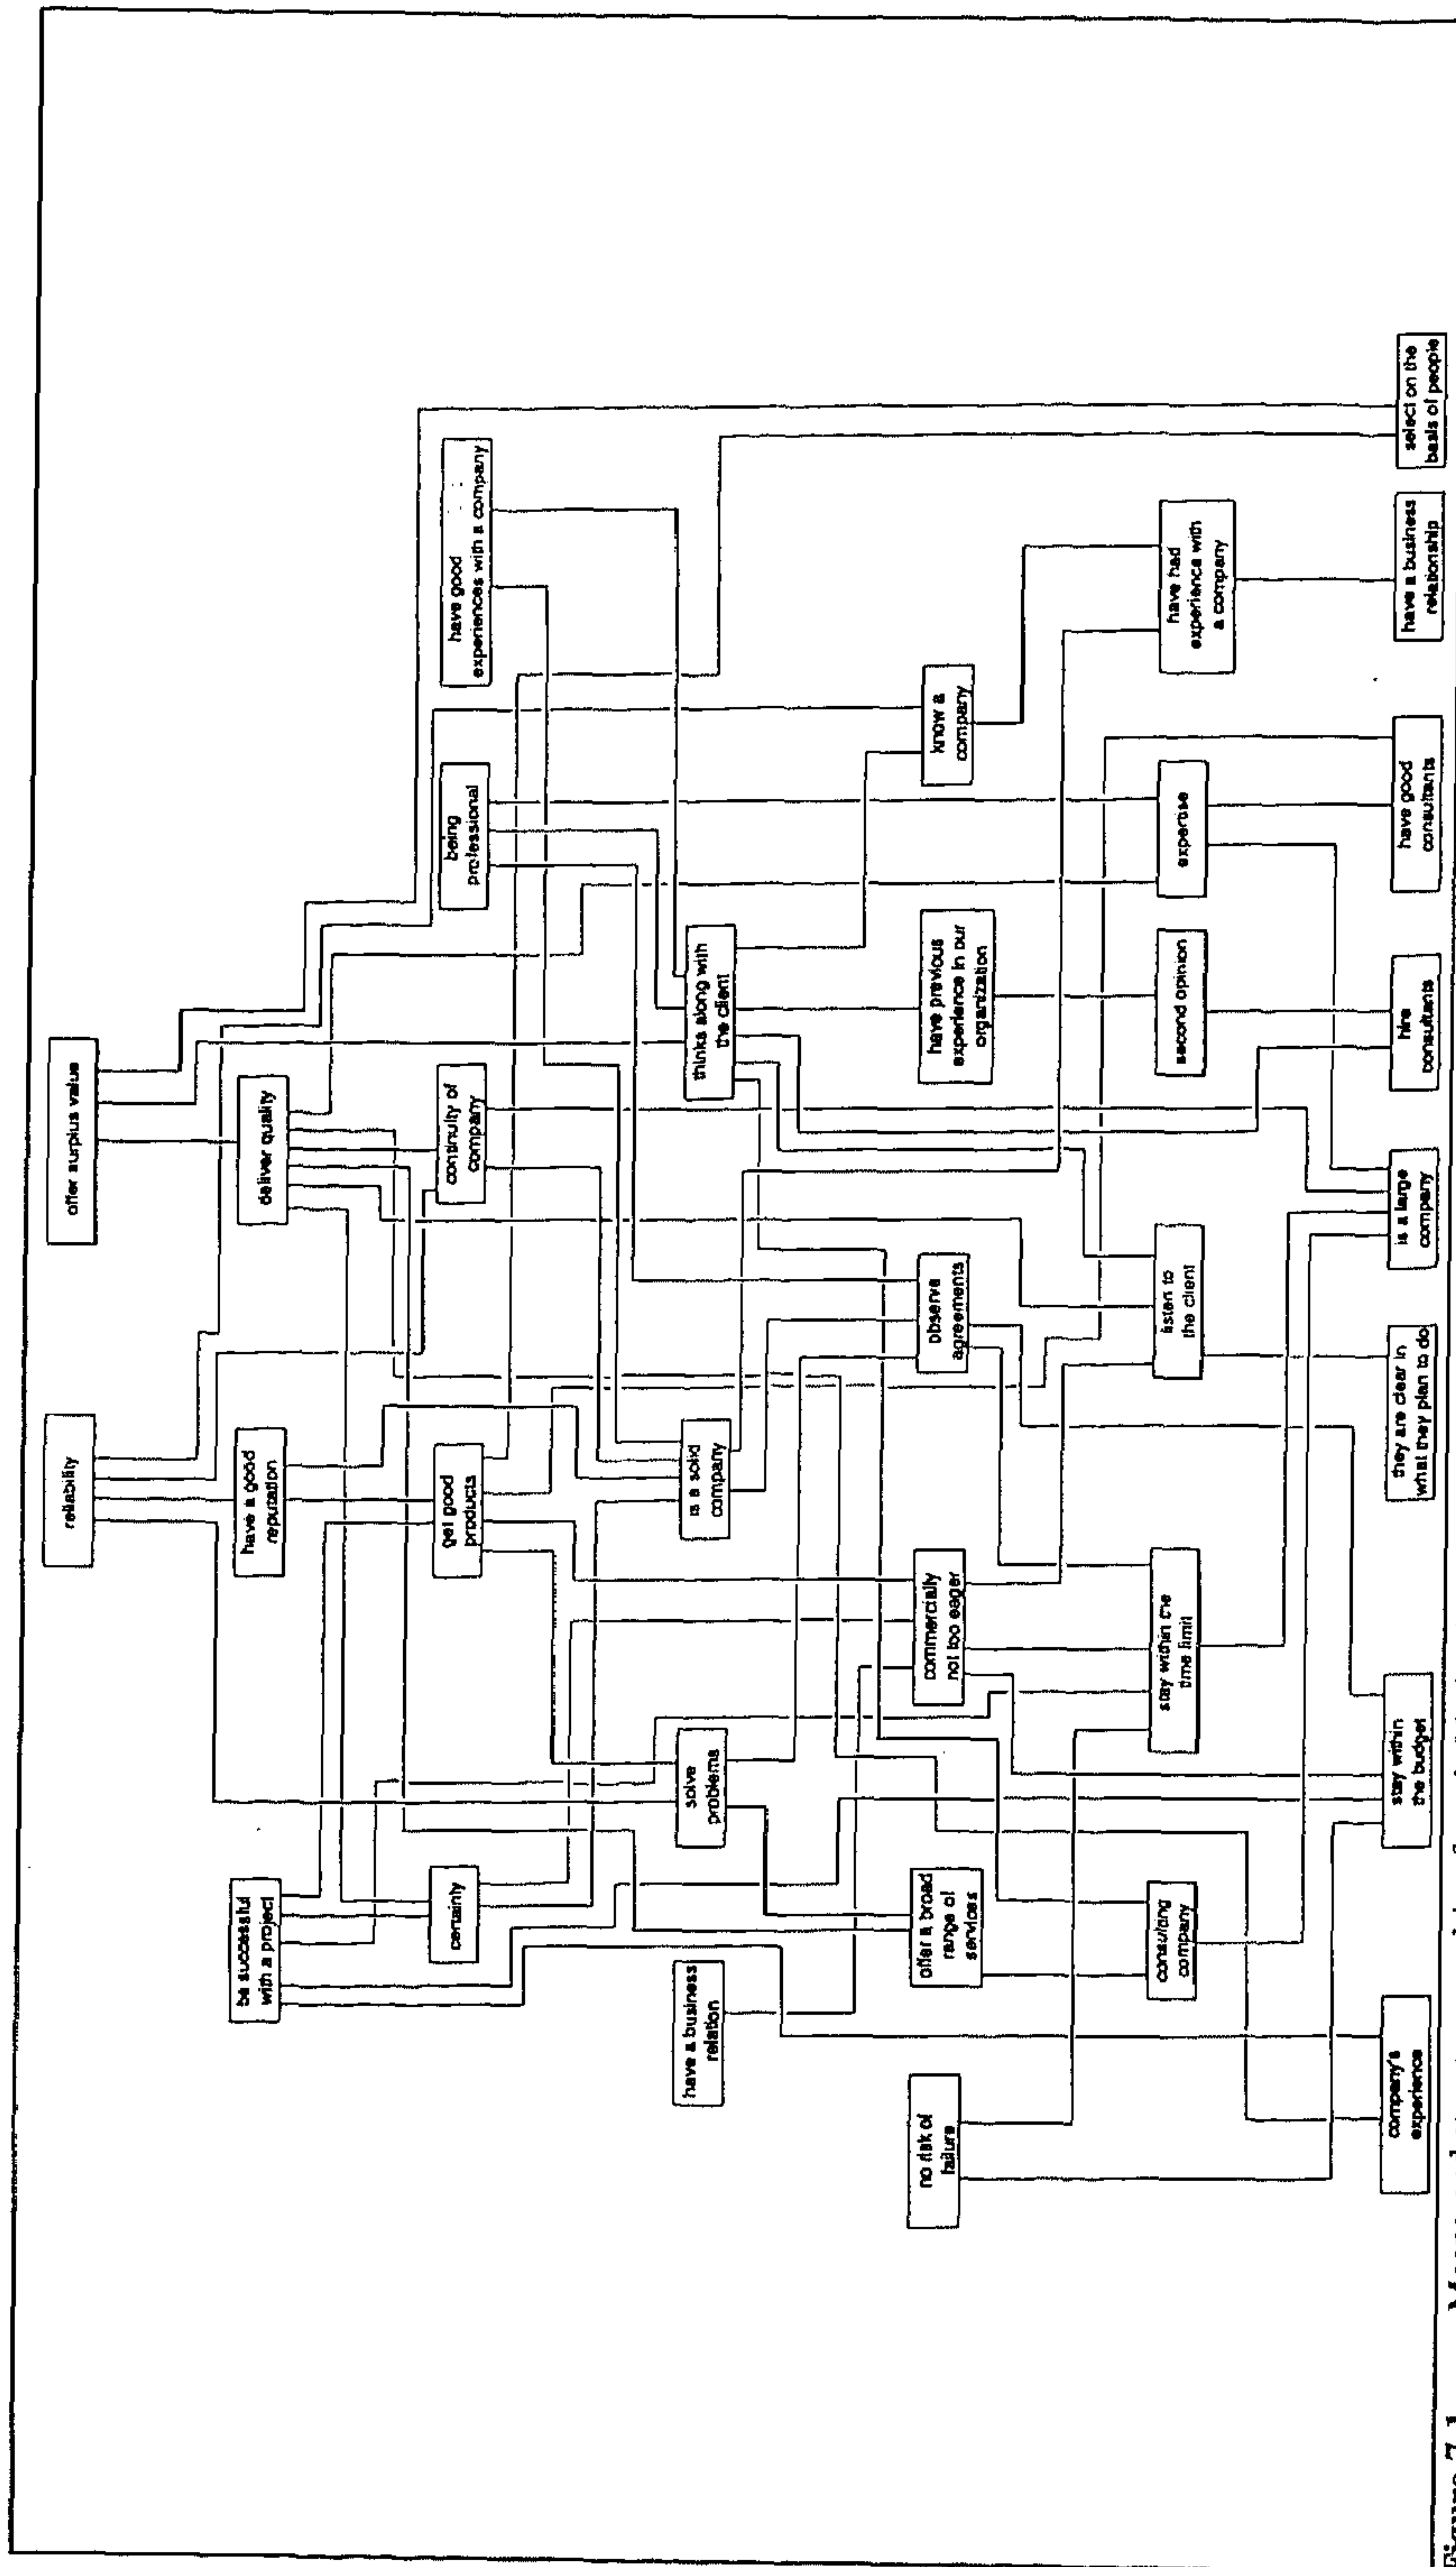 reliability
offer surplus value
be successful
with a project
have a good
reputation
deliver quality
certainty
get good
products
continuity of
company
being
professional
have good
experiences with a company
have a business
relation
solve
problems
is a solid
company
thinks along with
the client
no risk of
failure
offer a broad
range of
services
commercially
not too eager
observe
agreements
have previous
experience in our
organization
know a
company
consulting
company
stay within the
time limit
listen to
the client
second opinion
expertise
have had
experience with
a company
company's
experience
stay within
the budget
they are clear in
what they plan to do
is a large
company
hire
consultants
have good
consultants
have a business
relationship
select on the
basis of people
Figure 7.1